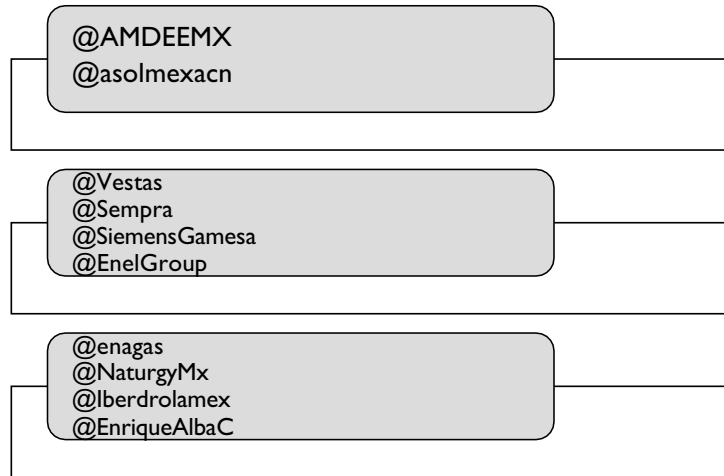 @AMDEEMX
@asolmexacn
@Vestas
@Sempra
@SiemensGamesa
@EnelGroup
@enagas
@NaturgyMx
@Iberdrolamex
@EnriqueAlbaC